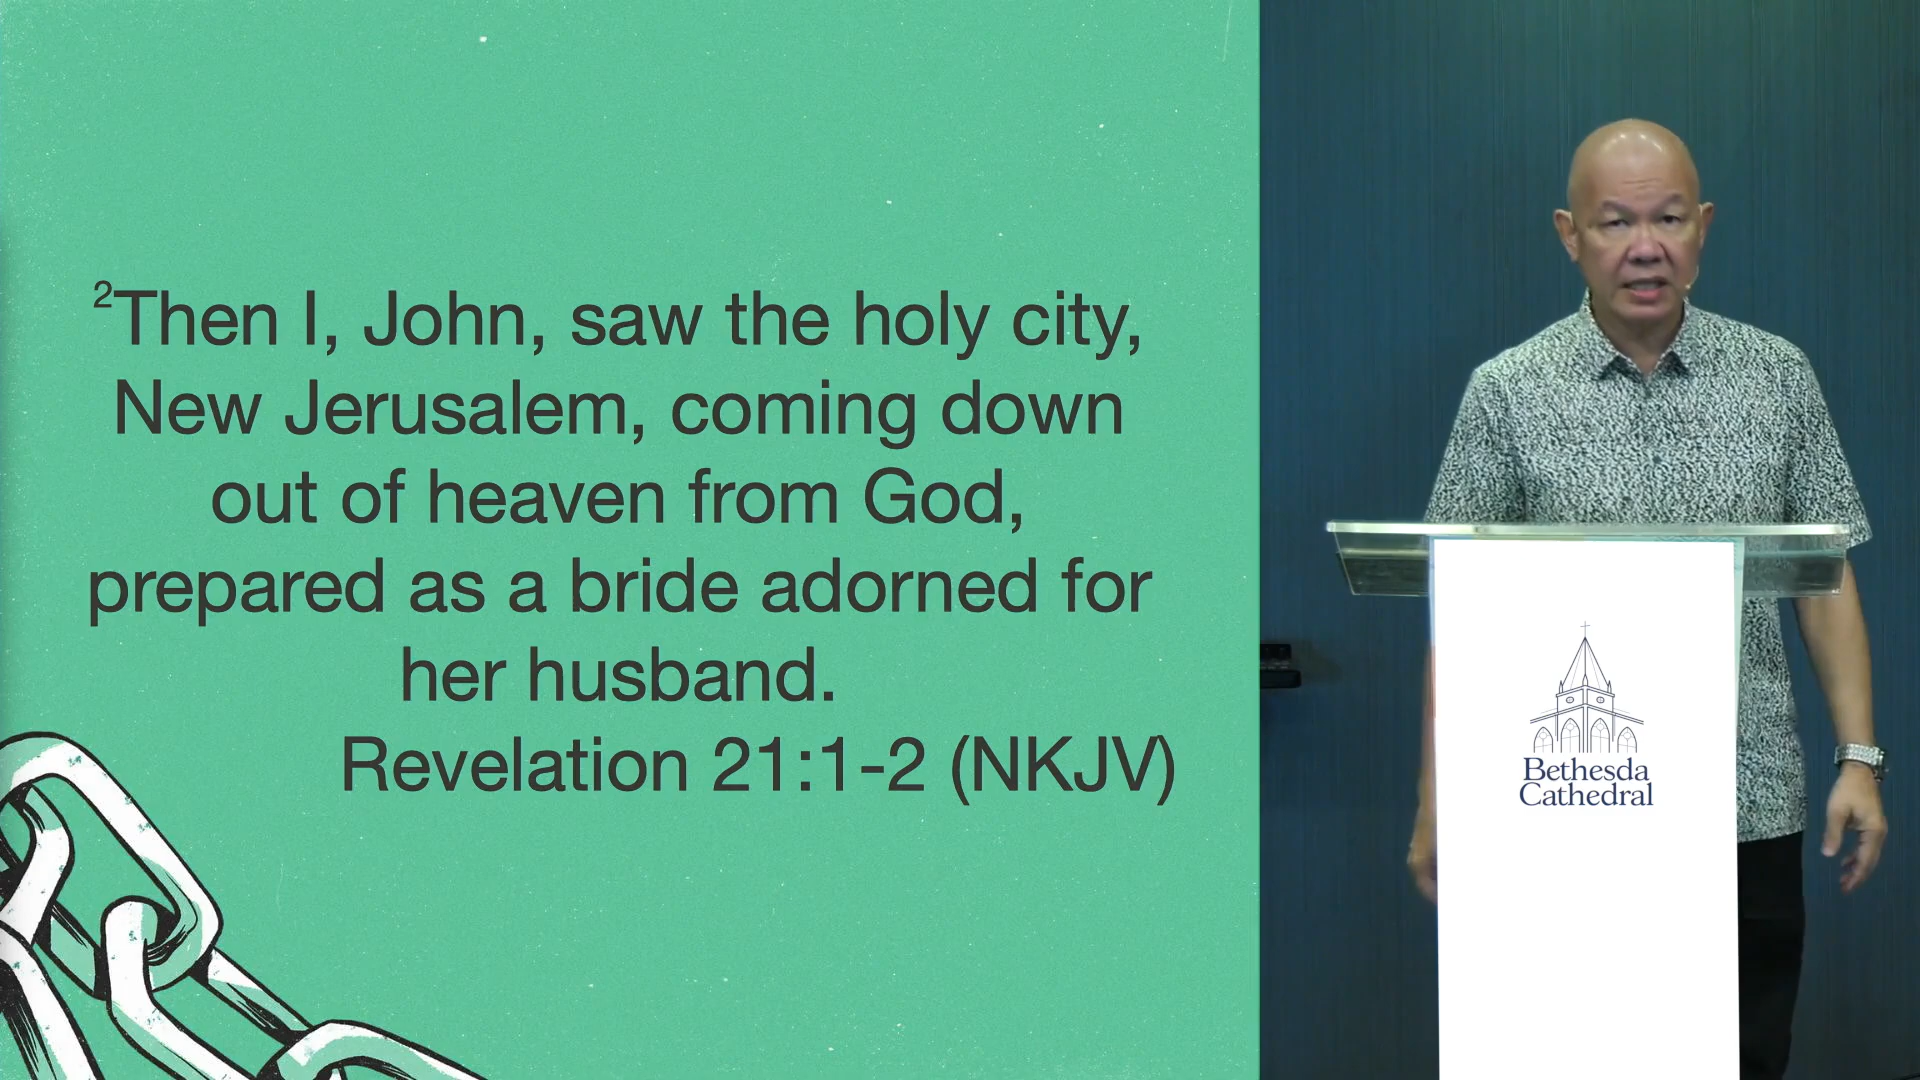 ²Then I, John, saw the holy city,
New Jerusalem, coming down
out of heaven from God,
prepared as a bride adorned for
her husband.
Revelation 21:1-2 (NKJV)
Bethesda
Cathedral